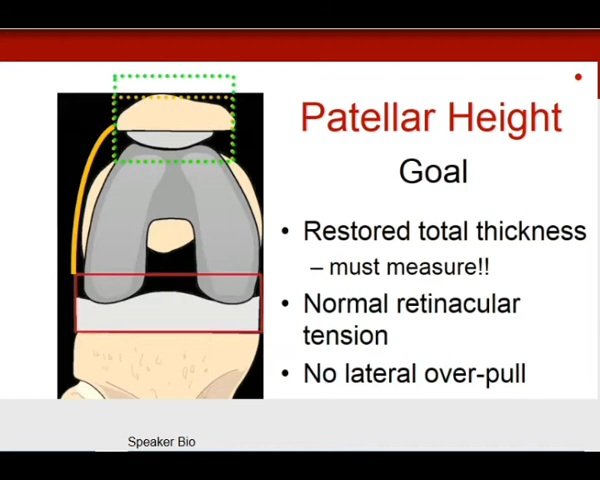 Patellar Height
Goal
• Restored total thickness
– must measure!!
• Normal retinacular
tension
• No lateral over-pull
Speaker Bio